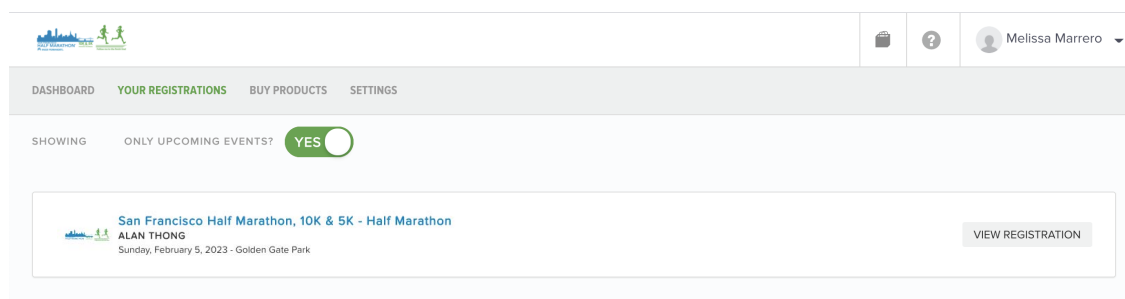 HALF MARATHON
Melissa Marrero
DASHBOARD YOUR REGISTRATIONS BUY PRODUCTS SETTINGS
SHOWING ONLY UPCOMING EVENTS? YES
San Francisco Half Marathon, 10K & 5K - Half Marathon
ALAN THONG
Sunday, February 5, 2023 - Golden Gate Park
VIEW REGISTRATION